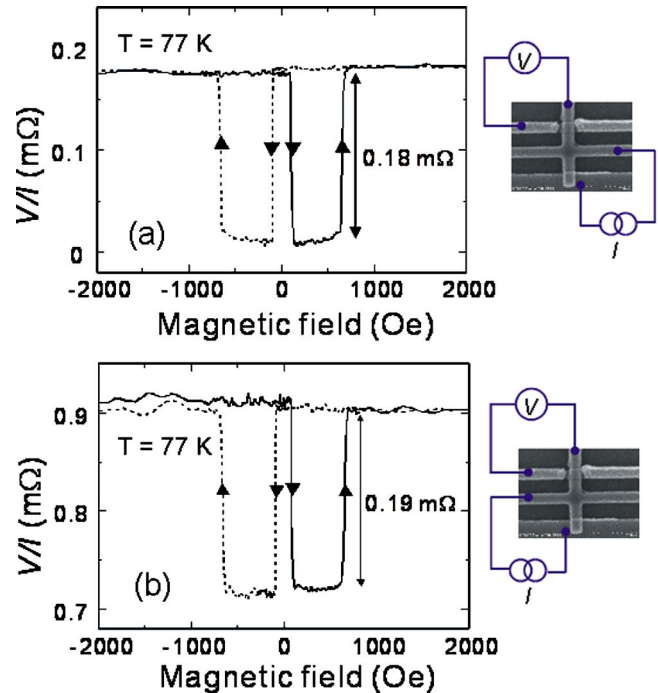 0.2
T = 77 K
V
V/I (mΩ)
0.1
0.18 mΩ
(a)
0
I
-2000 -1000 0 1000 2000
Magnetic field (Oe)
0.9
V
T = 77 K
V/I (mΩ)
0.8
0.19 mΩ
(b)
0.7
I
-2000 -1000 0 1000 2000
Magnetic field (Oe)